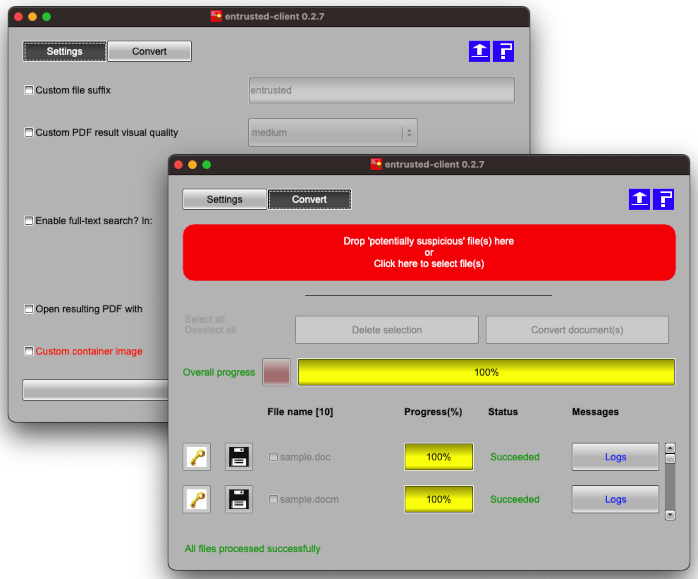 entrusted-client 0.2.7
Settings
Convert
Custom file suffix
entrusted
Custom PDF result visual quality
medium
Enable full-text search? In:
Open resulting PDF with
Custom container image
entrusted-client 0.2.7
Settings
Convert
Drop 'potentially suspicious' file(s) here
or
Click here to select file(s)
Select all
Deselect all
Delete selection
Convert document(s)
Overall progress
100%
File name [10]
Progress(%)
Status
Messages
sample.doc
100%
Succeeded
Logs
sample.docm
100%
Succeeded
Logs
All files processed successfully